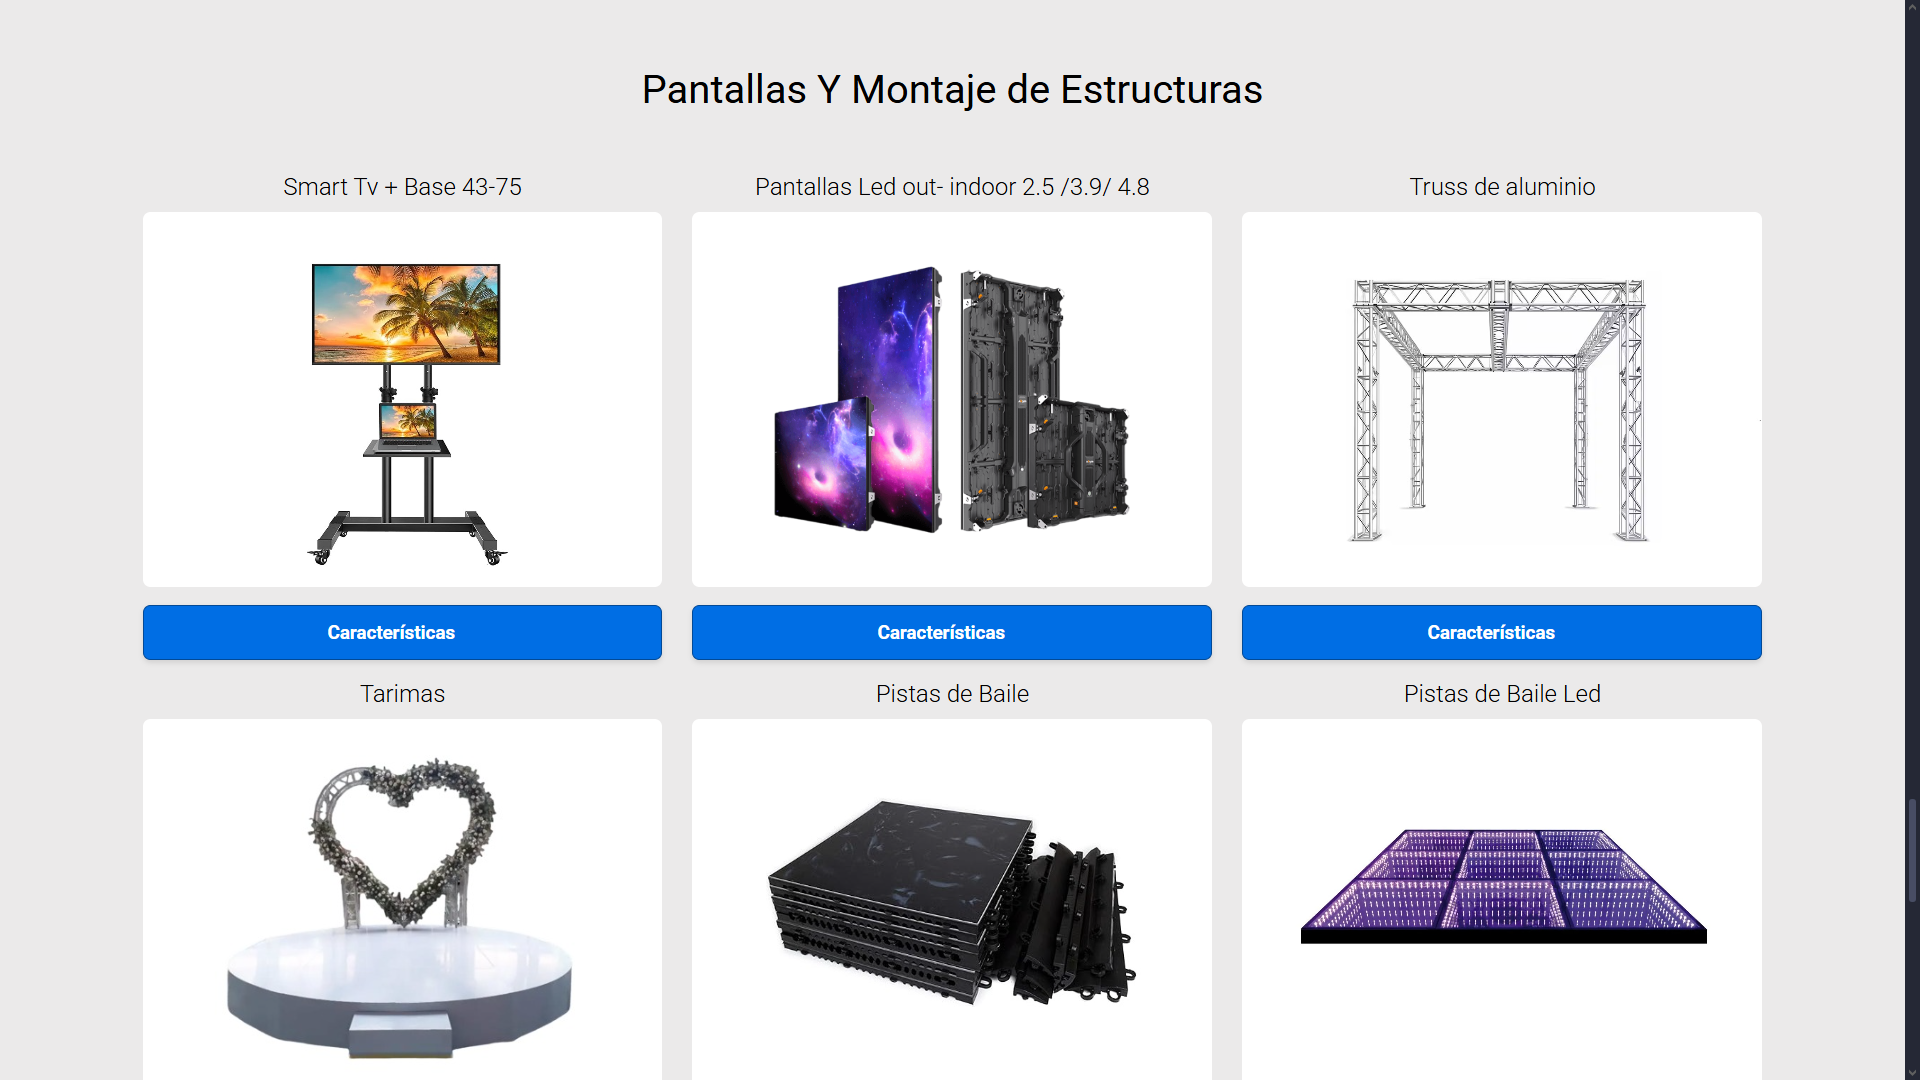 Pantallas Y Montaje de Estructuras
Smart Tv + Base 43-75
Pantallas Led out- indoor 2.5 /3.9/ 4.8
Truss de aluminio
Características
Características
Características
Tarimas
Pistas de Baile
Pistas de Baile Led